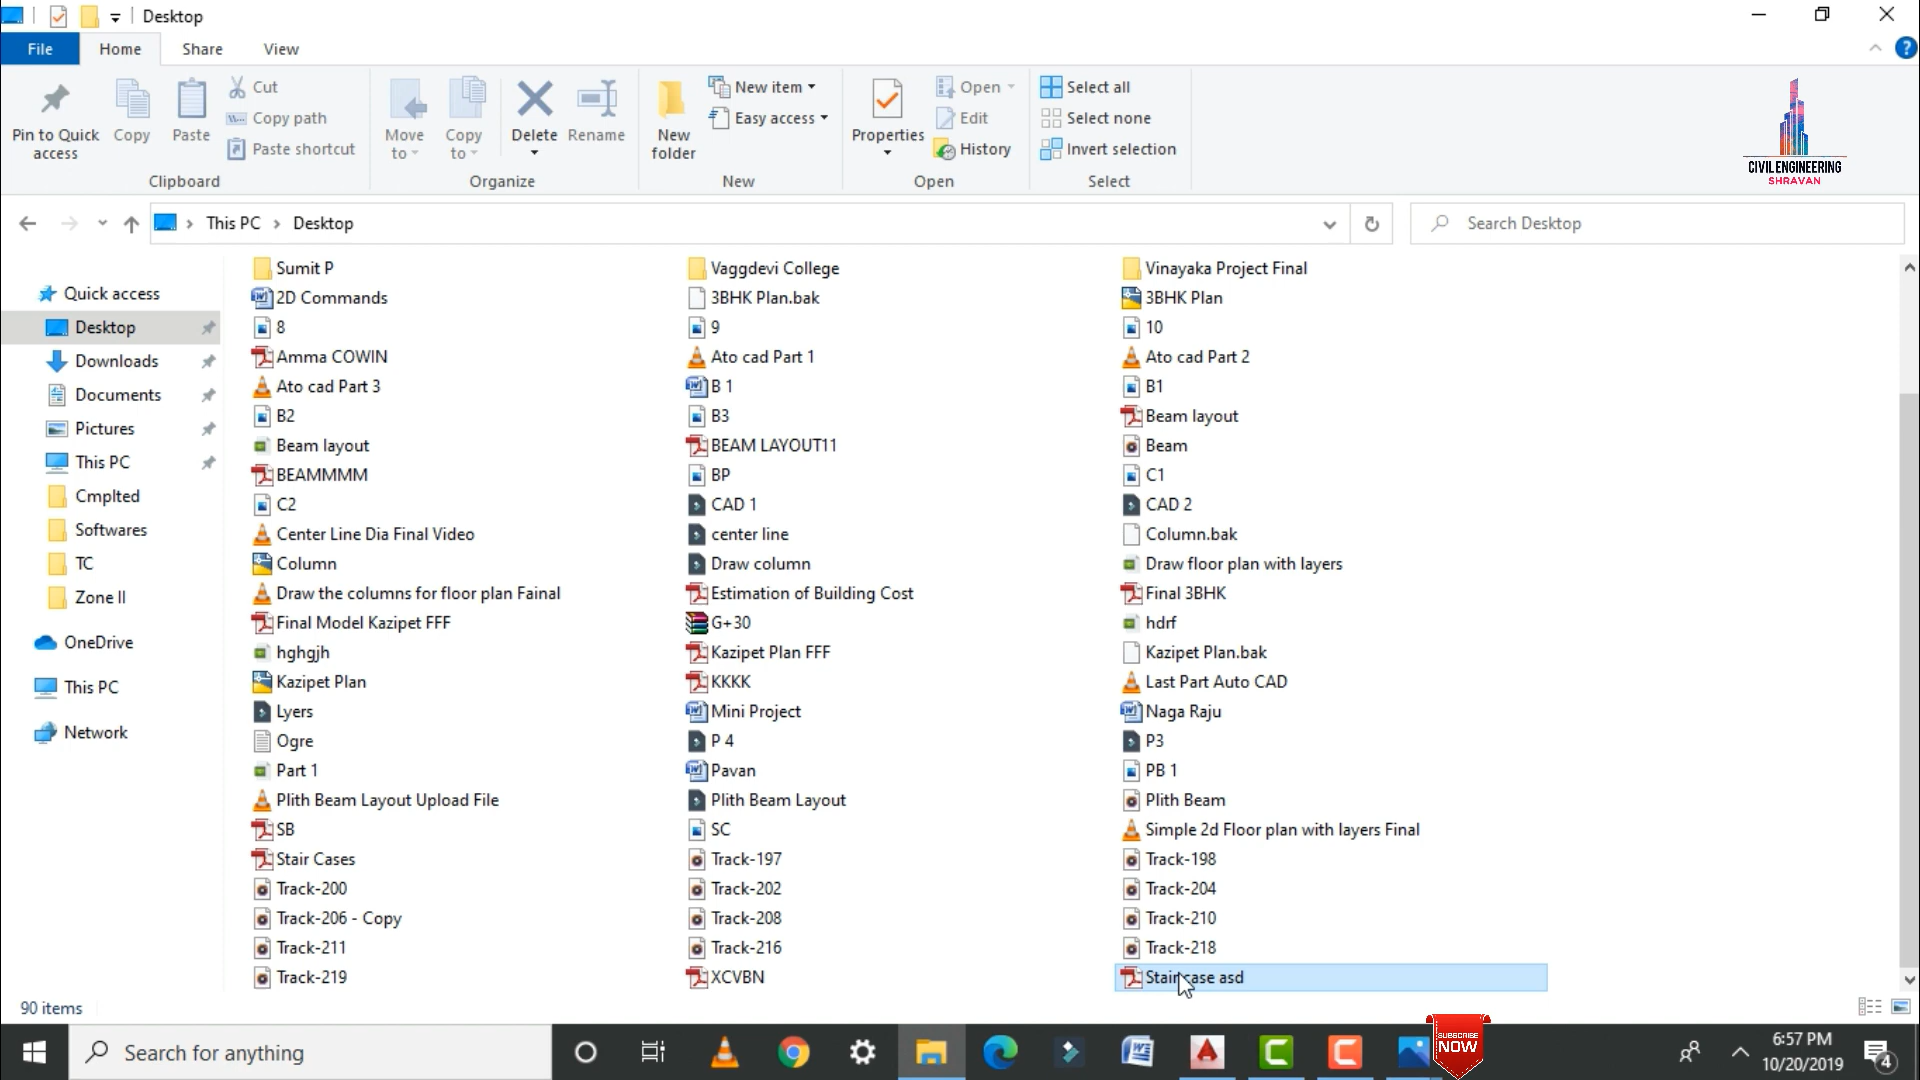 Desktop
File Home Share View
Pin to Quick access
Copy
Paste
Cut
Copy path
Paste shortcut
Clipboard
Move to
Copy to
Delete
Rename
Organize
New folder
New item
Easy access
New
Properties
Open
Edit
History
Open
Select all
Select none
Invert selection
Select
CIVIL ENGINEERING
SHRAVAN
This PC > Desktop
Search Desktop
Quick access
Desktop
Downloads
Documents
Pictures
This PC
Cmplted
Softwares
TC
Zone II
OneDrive
This PC
Network
Sumit P Vaggdevi College Vinayaka Project Final
2D Commands 3BHK Plan.bak 3BHK Plan
8 9 10
Amma COWIN Ato cad Part 1 Ato cad Part 2
Ato cad Part 3 B 1 B1
B2 B3 Beam layout
Beam layout BEAM LAYOUT11 Beam
BEAMMMM BP C1
C2 CAD 1 CAD 2
Center Line Dia Final Video center line Column.bak
Column Draw column Draw floor plan with layers
Draw the columns for floor plan Fainal Estimation of Building Cost Final 3BHK
Final Model Kazipet FFF G+30 hdrf
hghgjh Kazipet Plan FFF Kazipet Plan.bak
Kazipet Plan KKKK Last Part Auto CAD
Lyers Mini Project Naga Raju
Ogre P 4 P3
Part 1 Pavan PB 1
Plith Beam Layout Upload File Plith Beam Layout Plith Beam
SB SC Simple 2d Floor plan with layers Final
Stair Cases Track-197 Track-198
Track-200 Track-202 Track-204
Track-206 - Copy Track-208 Track-210
Track-211 Track-216 Track-218
Track-219 XCVBN Staircase asd
90 items
Search for anything
SUBSCRIBE
NOW
6:57 PM
10/20/2019
4